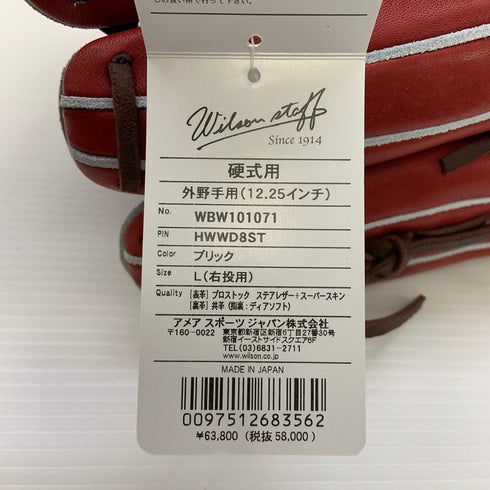 Wilson staff
Since 1914
硬式用
外野手用(12.25インチ)
No. WBW101071
PIN HWWD8ST
Color ブリック
Size L(右投用)
Quality [表革] プロストック ステアレザー+スーパースキン
[裏革] 共革(指裏:ディアソフト)
アメア スポーツ ジャパン株式会社
〒160-0022 東京都新宿区新宿6丁目27番30号
新宿イーストサイドスクエア6F
TEL(03)6831-2711
www.wilson.co.jp
MADE IN JAPAN
0097512683562
¥63,800 (税抜 58,000)